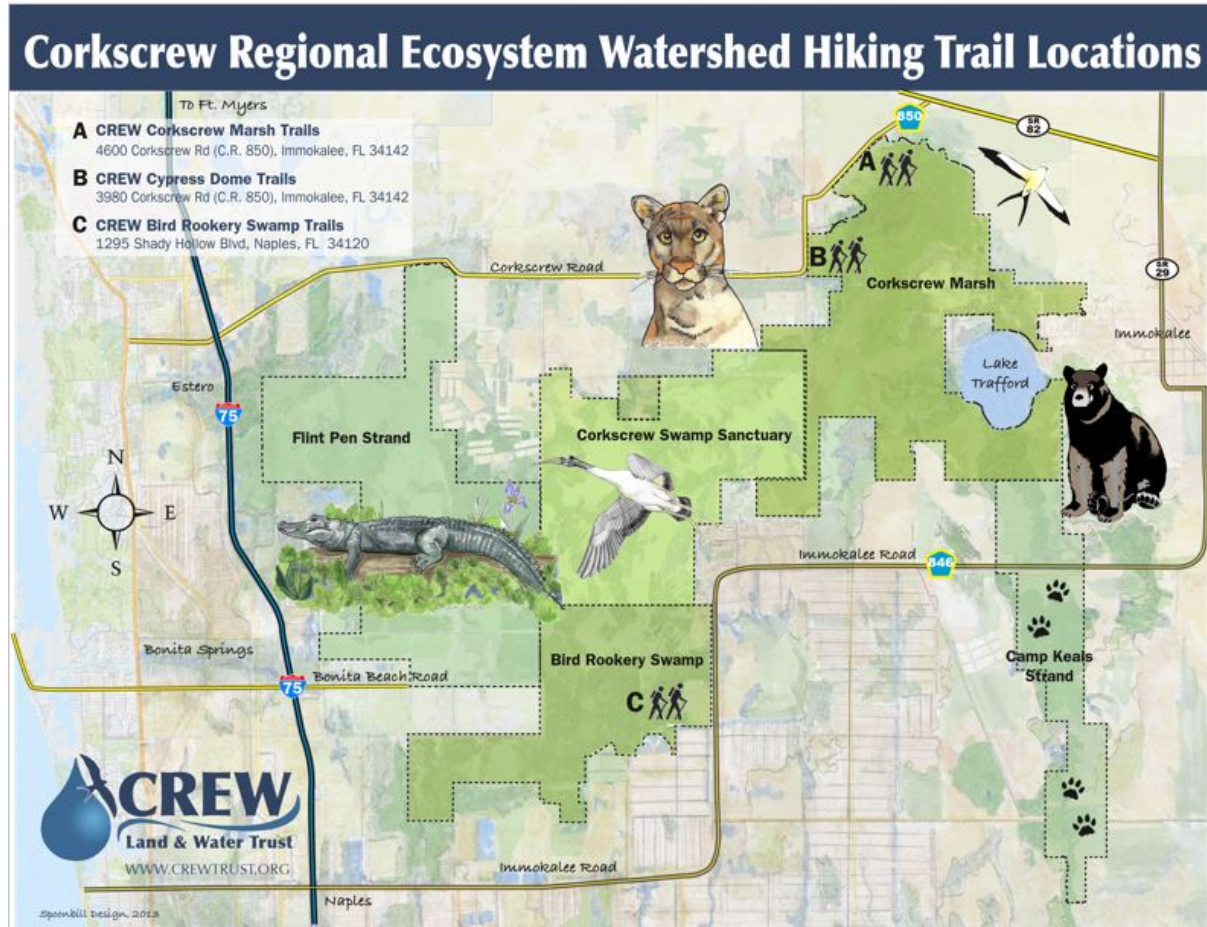 Corkscrew Regional Ecosystem Watershed Hiking Trail Locations
To Ft. Myers
A CREW Corkscrew Marsh Trails
4600 Corkscrew Rd (C.R. 850), Immokalee, FL 34142
B CREW Cypress Dome Trails
3980 Corkscrew Rd (C.R. 850), Immokalee, FL 34142
C CREW Bird Rookery Swamp Trails
1295 Shady Hollow Blvd, Naples, FL 34120
850
SR
82
A
B
Corkscrew Road
SR
29
Corkscrew Marsh
Immokalee
Lake
Trafford
Estero
75
Flint Pen Strand
Corkscrew Swamp Sanctuary
N
W E
S
Immokalee Road
846
Bonita Springs
Bonita Beach Road
75
Bird Rookery Swamp
C
Camp Keais
Strand
CREW
Land & Water Trust
WWW.CREWTRUST.ORG
Immokalee Road
Naples
Spoonbill Design, 2013